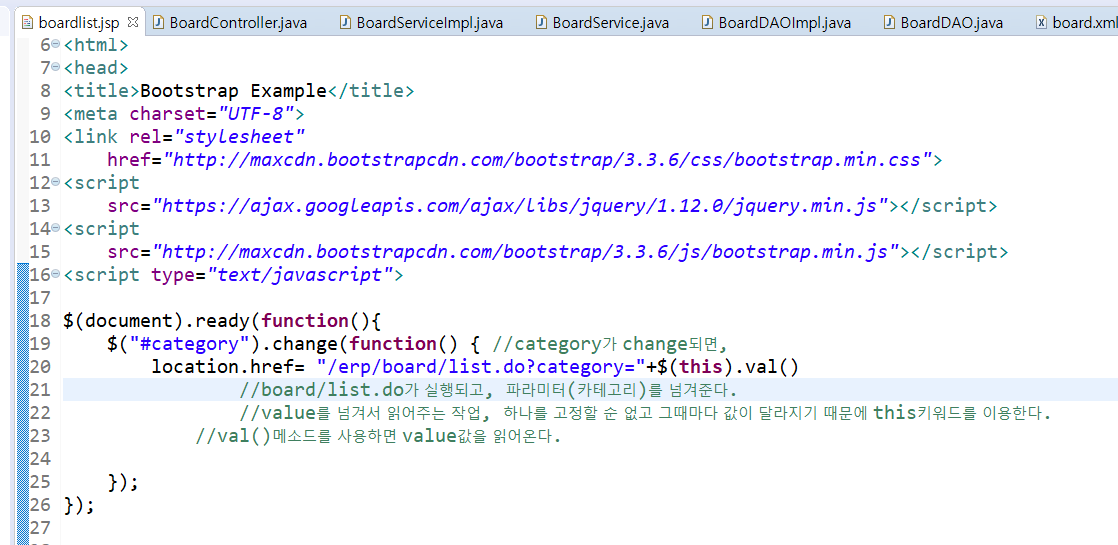 boardlist.jsp BoardController.java BoardServiceImpl.java BoardService.java BoardDAOImpl.java BoardDAO.java board.xml
6 <html>
7 <head>
8 <title>Bootstrap Example</title>
9 <meta charset="UTF-8">
10 <link rel="stylesheet"
11 href="http://maxcdn.bootstrapcdn.com/bootstrap/3.3.6/css/bootstrap.min.css">
12 <script
13 src="https://ajax.googleapis.com/ajax/libs/jquery/1.12.0/jquery.min.js"></script>
14 <script
15 src="http://maxcdn.bootstrapcdn.com/bootstrap/3.3.6/js/bootstrap.min.js"></script>
16 <script type="text/javascript">
17
18 $(document).ready(function(){
19 $("#category").change(function() { //category가 change되면,
20 location.href= "/erp/board/list.do?category="+$(this).val()
21 //board/list.do가 실행되고, 파라미터(카테고리)를 넘겨준다.
22 //value를 넘겨서 읽어주는 작업, 하나를 고정할 순 없고 그때마다 값이 달라지기 때문에 this키워드를 이용한다.
23 //val()메소드를 사용하면 value값을 읽어온다.
24
25 });
26 });
27